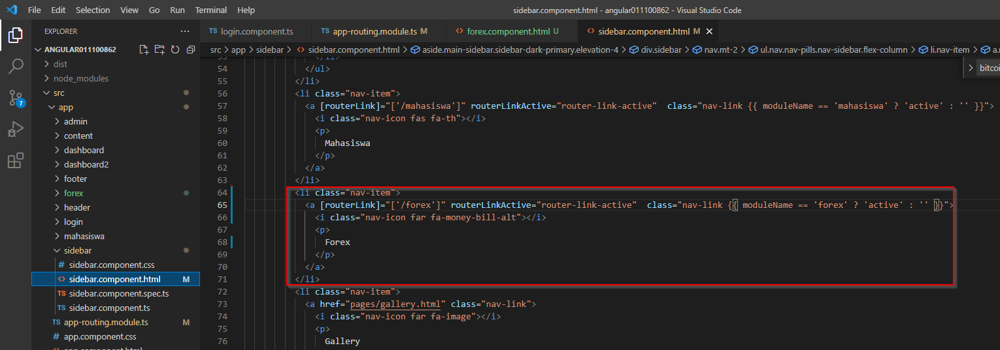 File Edit Selection View Go Run Terminal Help sidebar.component.html - angular011100862 - Visual Studio Code
EXPLORER ···
TS login.component.ts TS app-routing.module.ts M <> forex.component.html U <> sidebar.component.html M ×
src > app > sidebar > <> sidebar.component.html > aside.main-sidebar.sidebar-dark-primary.elevation-4 > div.sidebar > nav.mt-2 > ul.nav.nav-pills.nav-sidebar.flex-column > li.nav-item >
bitcoi
ANGULAR011100862
> dist
> node_modules
src
app
> admin
> content
> dashboard
> dashboard2
> footer
> forex
> header
> login
> mahasiswa
sidebar
# sidebar.component.css
<> sidebar.component.html M
TS sidebar.component.spec.ts
TS sidebar.component.ts
TS app-routing.module.ts M
# app.component.css
<> app.component.html
7
53 </li>
54 </ul>
55 </li>
56 <li class="nav-item">
57 <a [routerLink]="['/mahasiswa']" routerLinkActive="router-link-active"  class="nav-link {{ moduleName == 'mahasiswa' ? 'active' : '' }}">
58 <i class="nav-icon fas fa-th"></i>
59 <p>
60 Mahasiswa
61 </p>
62 </a>
63 </li>
64 <li class="nav-item">
65 <a [routerLink]="['/forex']" routerLinkActive="router-link-active"  class="nav-link {{ moduleName == 'forex' ? 'active' : '' }}">
66 <i class="nav-icon far fa-money-bill-alt"></i>
67 <p>
68 Forex
69 </p>
70 </a>
71 </li>
72 <li class="nav-item">
73 <a href="pages/gallery.html" class="nav-link">
74 <i class="nav-icon far fa-image"></i>
75 <p>
76 Gallery